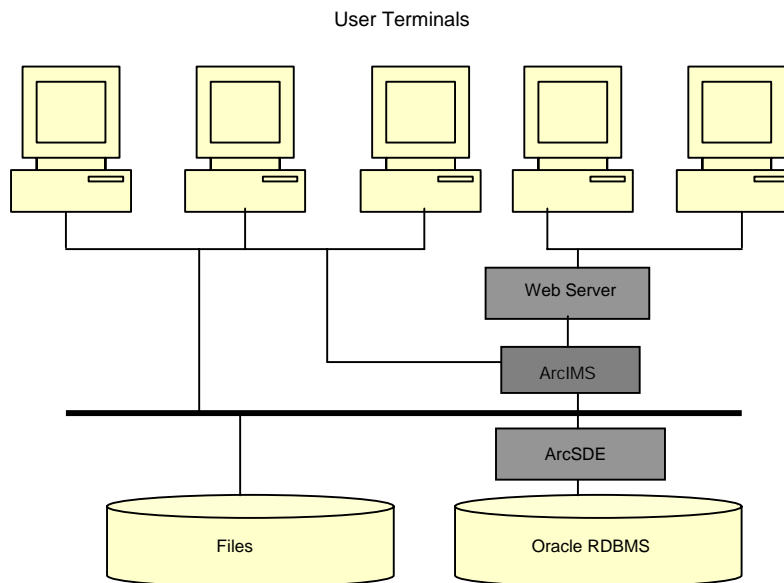 User Terminals
Web Server
ArcIMS
ArcSDE
Files
Oracle RDBMS